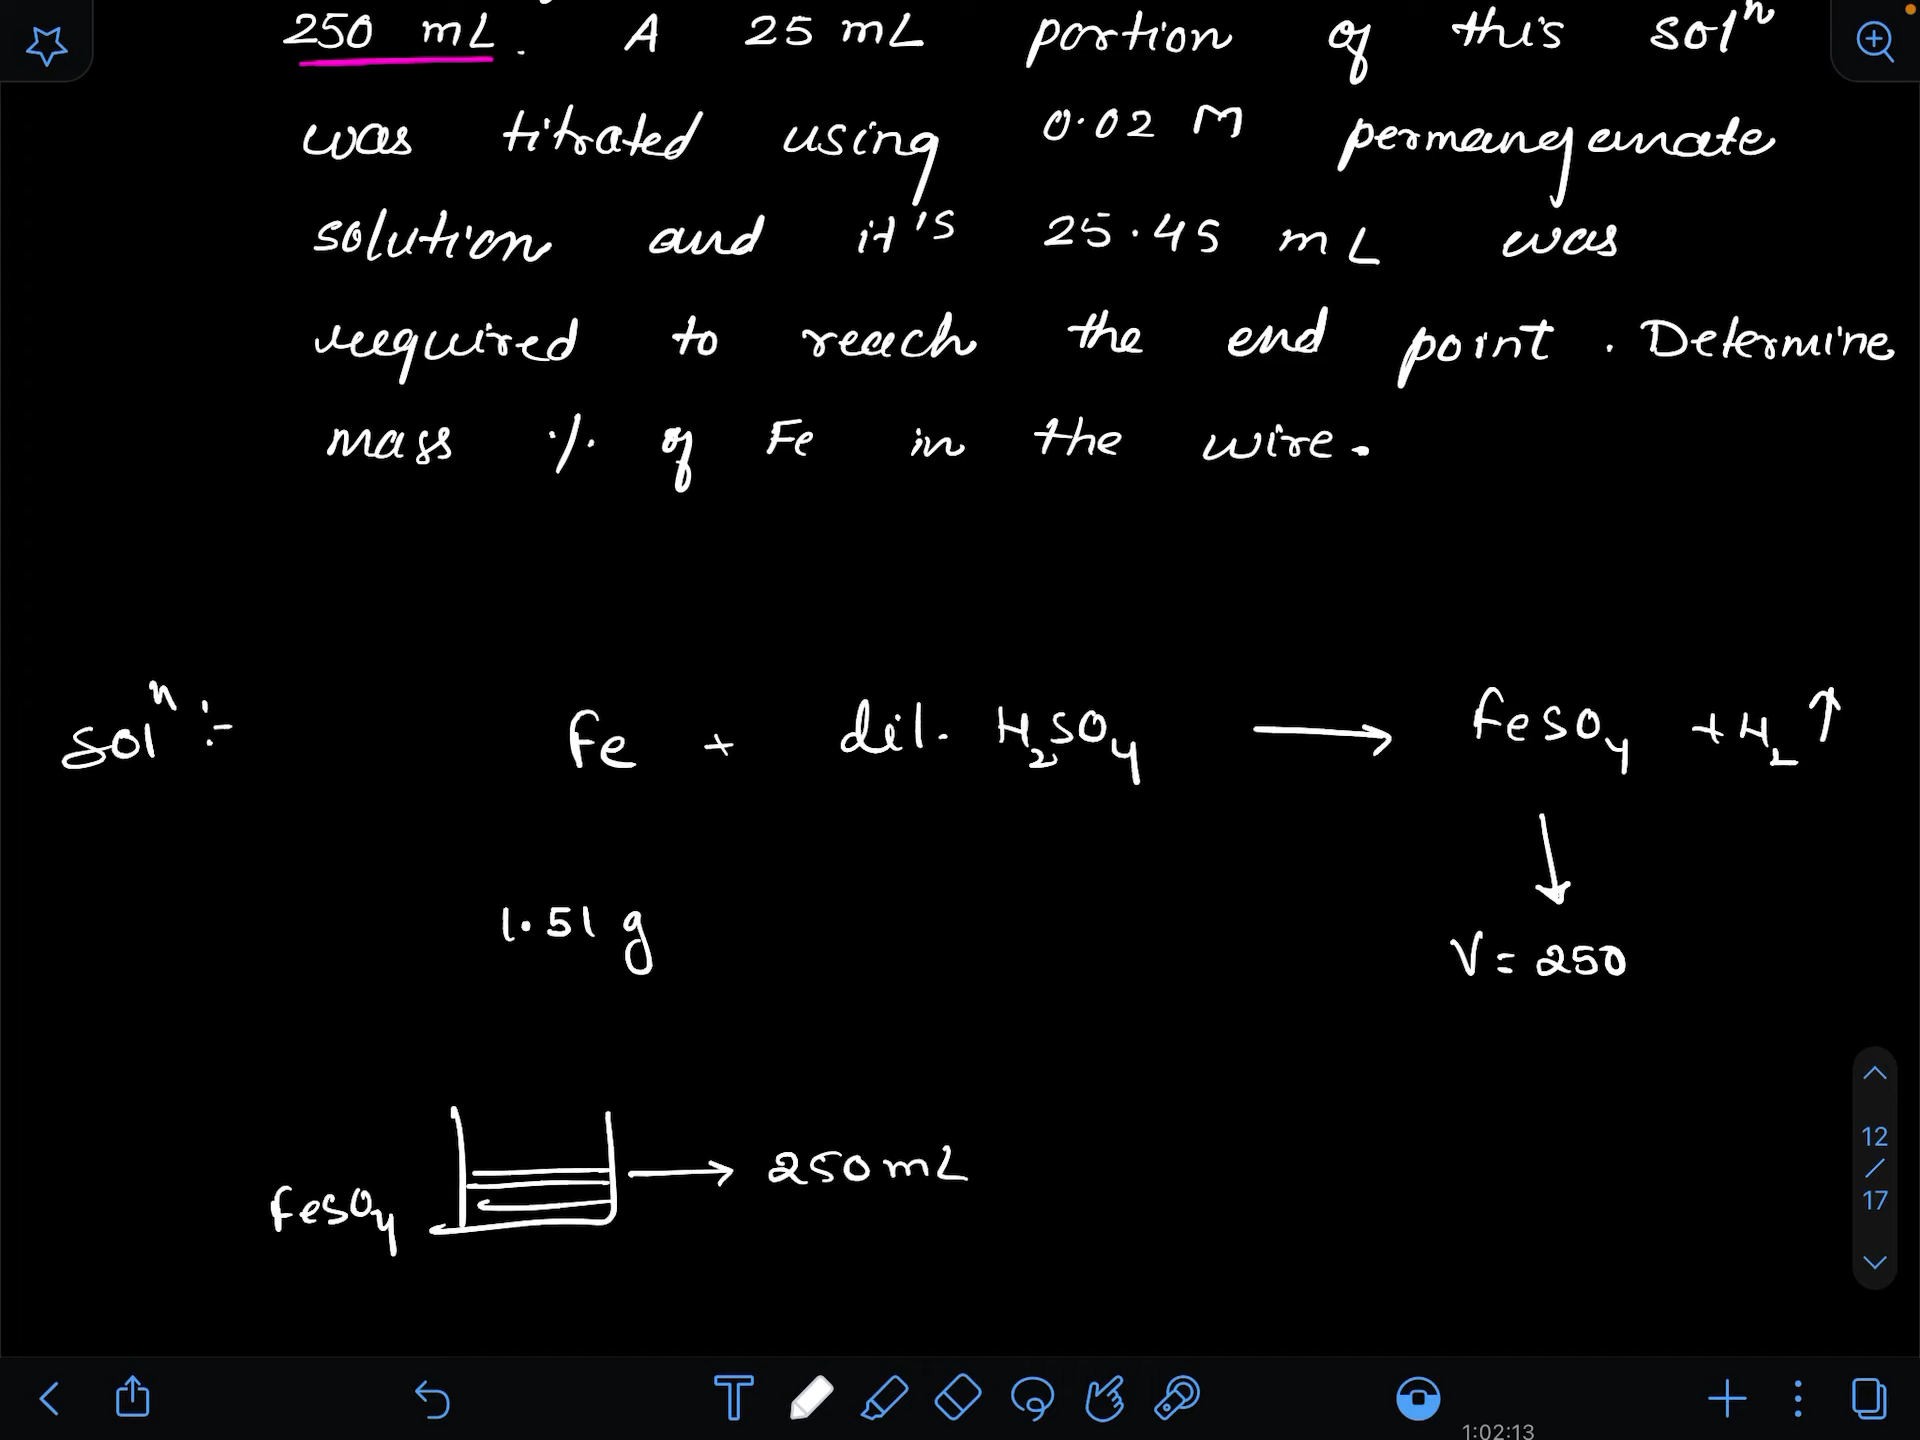 250 mL. A 25 mL portion of this solⁿ
was titrated using 0.02 M permanganate
solution and it's 25.45 mL was
required to reach the end point. Determine
mass % of Fe in the wire.
solⁿ :- Fe + dil. H₂SO₄ ⟶ FeSO₄ + H₂ ↑
1.51 g
V = 250
FeSO₄ → 250 mL
12
/
17
T
1:02:13